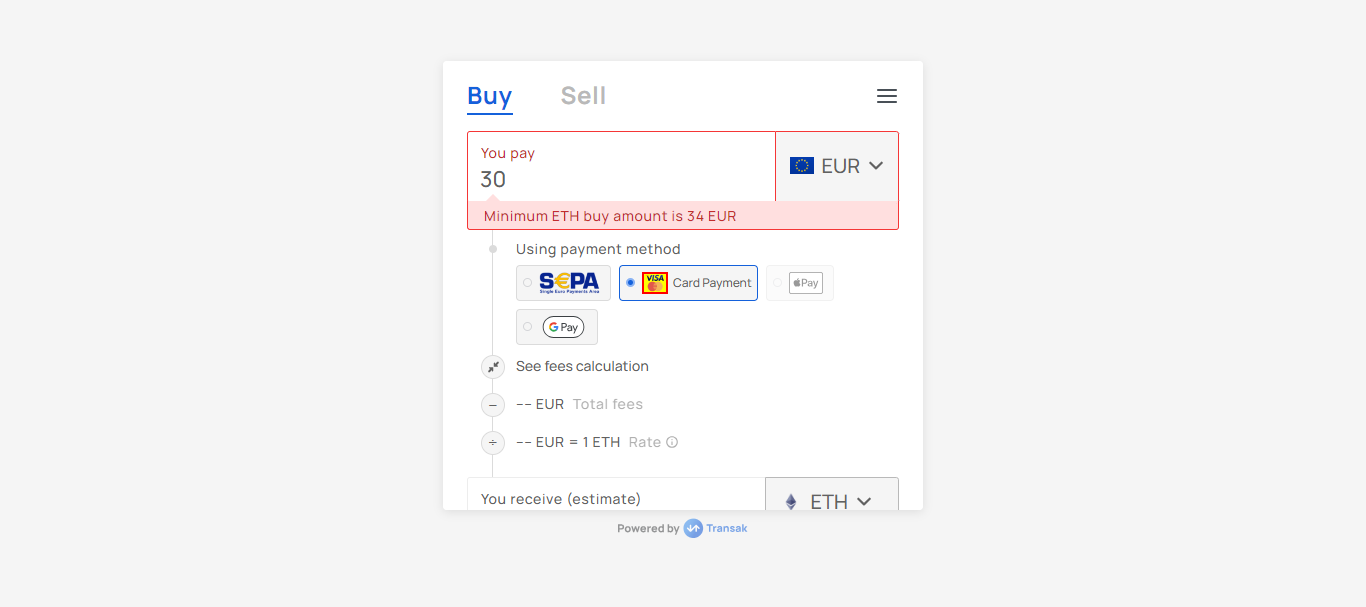 Buy Sell
You pay
30
EUR
Minimum ETH buy amount is 34 EUR
Using payment method
S€PA
Single Euro Payments Area
VISA
Card Payment
Pay
G Pay
See fees calculation
− -- EUR Total fees
÷ -- EUR = 1 ETH Rate
You receive (estimate)
ETH
Powered by Transak